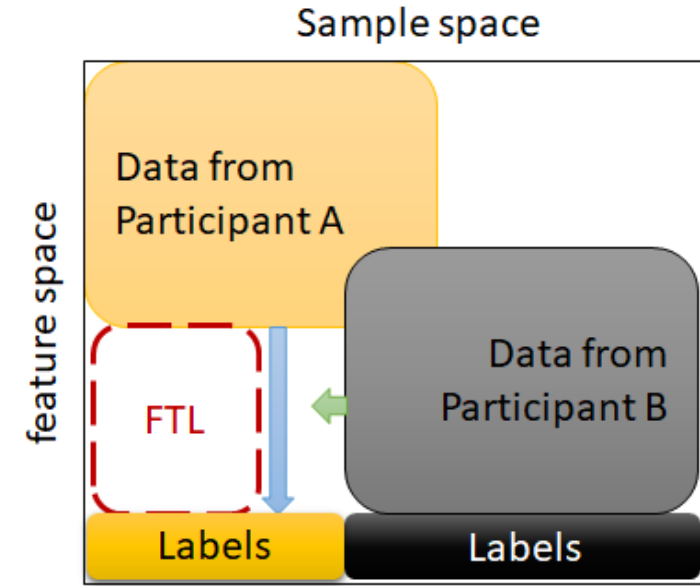 Sample space
feature space
Data from
Participant A
Data from
Participant B
FTL
Labels
Labels